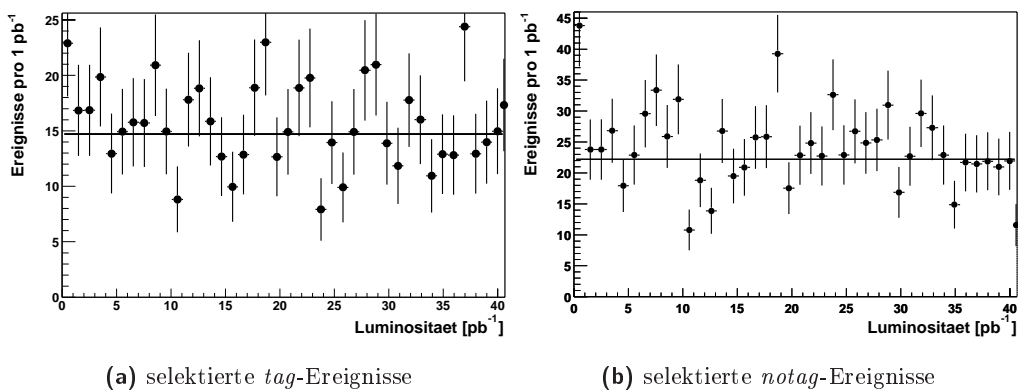 Ereignisse pro 1 pb⁻¹
25
20
15
10
5
0
0 5 10 15 20 25 30 35 40
Luminositaet [pb⁻¹]
(a) selektierte tag-Ereignisse
Ereignisse pro 1 pb⁻¹
45
40
35
30
25
20
15
10
5
0
0 5 10 15 20 25 30 35 40
Luminositaet [pb⁻¹]
(b) selektierte notag-Ereignisse